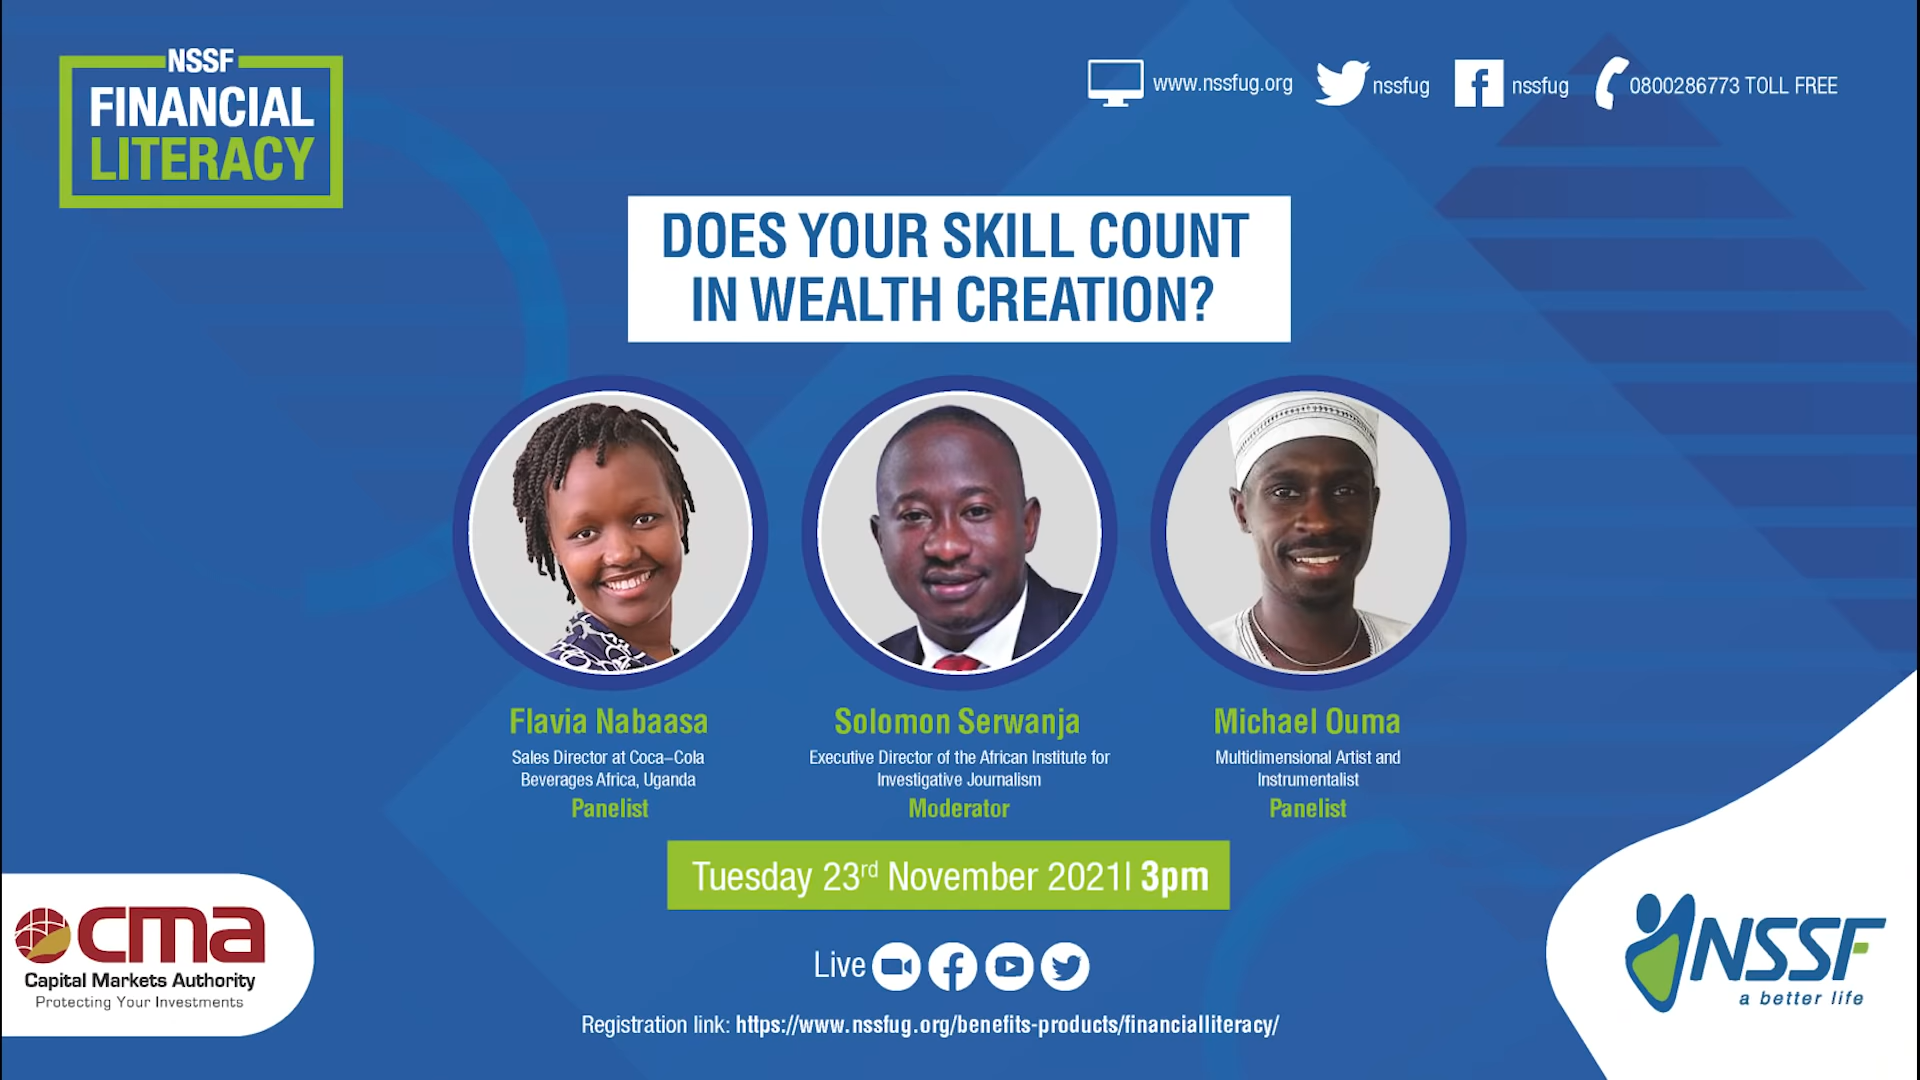 NSSF
FINANCIAL
LITERACY
www.nssfug.org
nssfug
nssfug
0800286773 TOLL FREE
DOES YOUR SKILL COUNT
IN WEALTH CREATION?
Flavia Nabaasa
Sales Director at Coca–Cola
Beverages Africa, Uganda
Panelist
Solomon Serwanja
Executive Director of the African Institute for
Investigative Journalism
Moderator
Michael Ouma
Multidimensional Artist and
Instrumentalist
Panelist
Tuesday 23rd November 2021| 3pm
Live
Registration link: https://www.nssfug.org/benefits-products/financialliteracy/
cma
Capital Markets Authority
Protecting Your Investments
NSSF
a better life